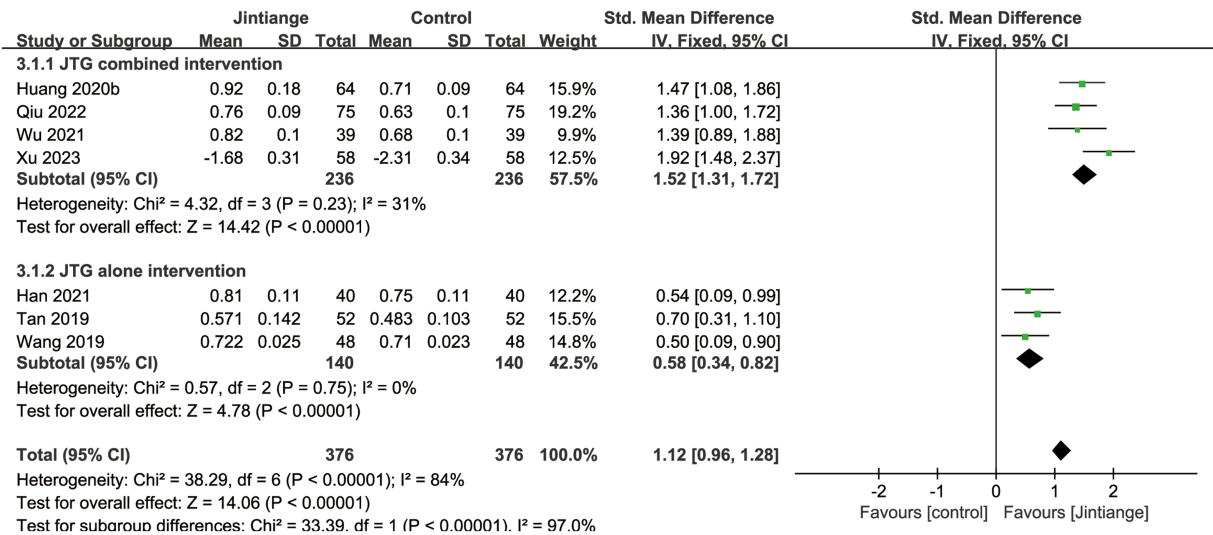 Jintiange Control Std. Mean Difference Std. Mean Difference
Study or Subgroup Mean SD Total Mean SD Total Weight IV, Fixed, 95% CI IV, Fixed, 95% CI
3.1.1 JTG combined intervention
Huang 2020b 0.92 0.18 64 0.71 0.09 64 15.9% 1.47 [1.08, 1.86]
Qiu 2022 0.76 0.09 75 0.63 0.1 75 19.2% 1.36 [1.00, 1.72]
Wu 2021 0.82 0.1 39 0.68 0.1 39 9.9% 1.39 [0.89, 1.88]
Xu 2023 -1.68 0.31 58 -2.31 0.34 58 12.5% 1.92 [1.48, 2.37]
Subtotal (95% CI) 236 236 57.5% 1.52 [1.31, 1.72]
Heterogeneity: Chi² = 4.32, df = 3 (P = 0.23); I² = 31%
Test for overall effect: Z = 14.42 (P < 0.00001)
3.1.2 JTG alone intervention
Han 2021 0.81 0.11 40 0.75 0.11 40 12.2% 0.54 [0.09, 0.99]
Tan 2019 0.571 0.142 52 0.483 0.103 52 15.5% 0.70 [0.31, 1.10]
Wang 2019 0.722 0.025 48 0.71 0.023 48 14.8% 0.50 [0.09, 0.90]
Subtotal (95% CI) 140 140 42.5% 0.58 [0.34, 0.82]
Heterogeneity: Chi² = 0.57, df = 2 (P = 0.75); I² = 0%
Test for overall effect: Z = 4.78 (P < 0.00001)
Total (95% CI) 376 376 100.0% 1.12 [0.96, 1.28]
Heterogeneity: Chi² = 38.29, df = 6 (P < 0.00001); I² = 84%
Test for overall effect: Z = 14.06 (P < 0.00001)
Test for subgroup differences: Chi² = 33.39, df = 1 (P < 0.00001), I² = 97.0%
-2 -1 0 1 2
Favours [control] Favours [Jintiange]